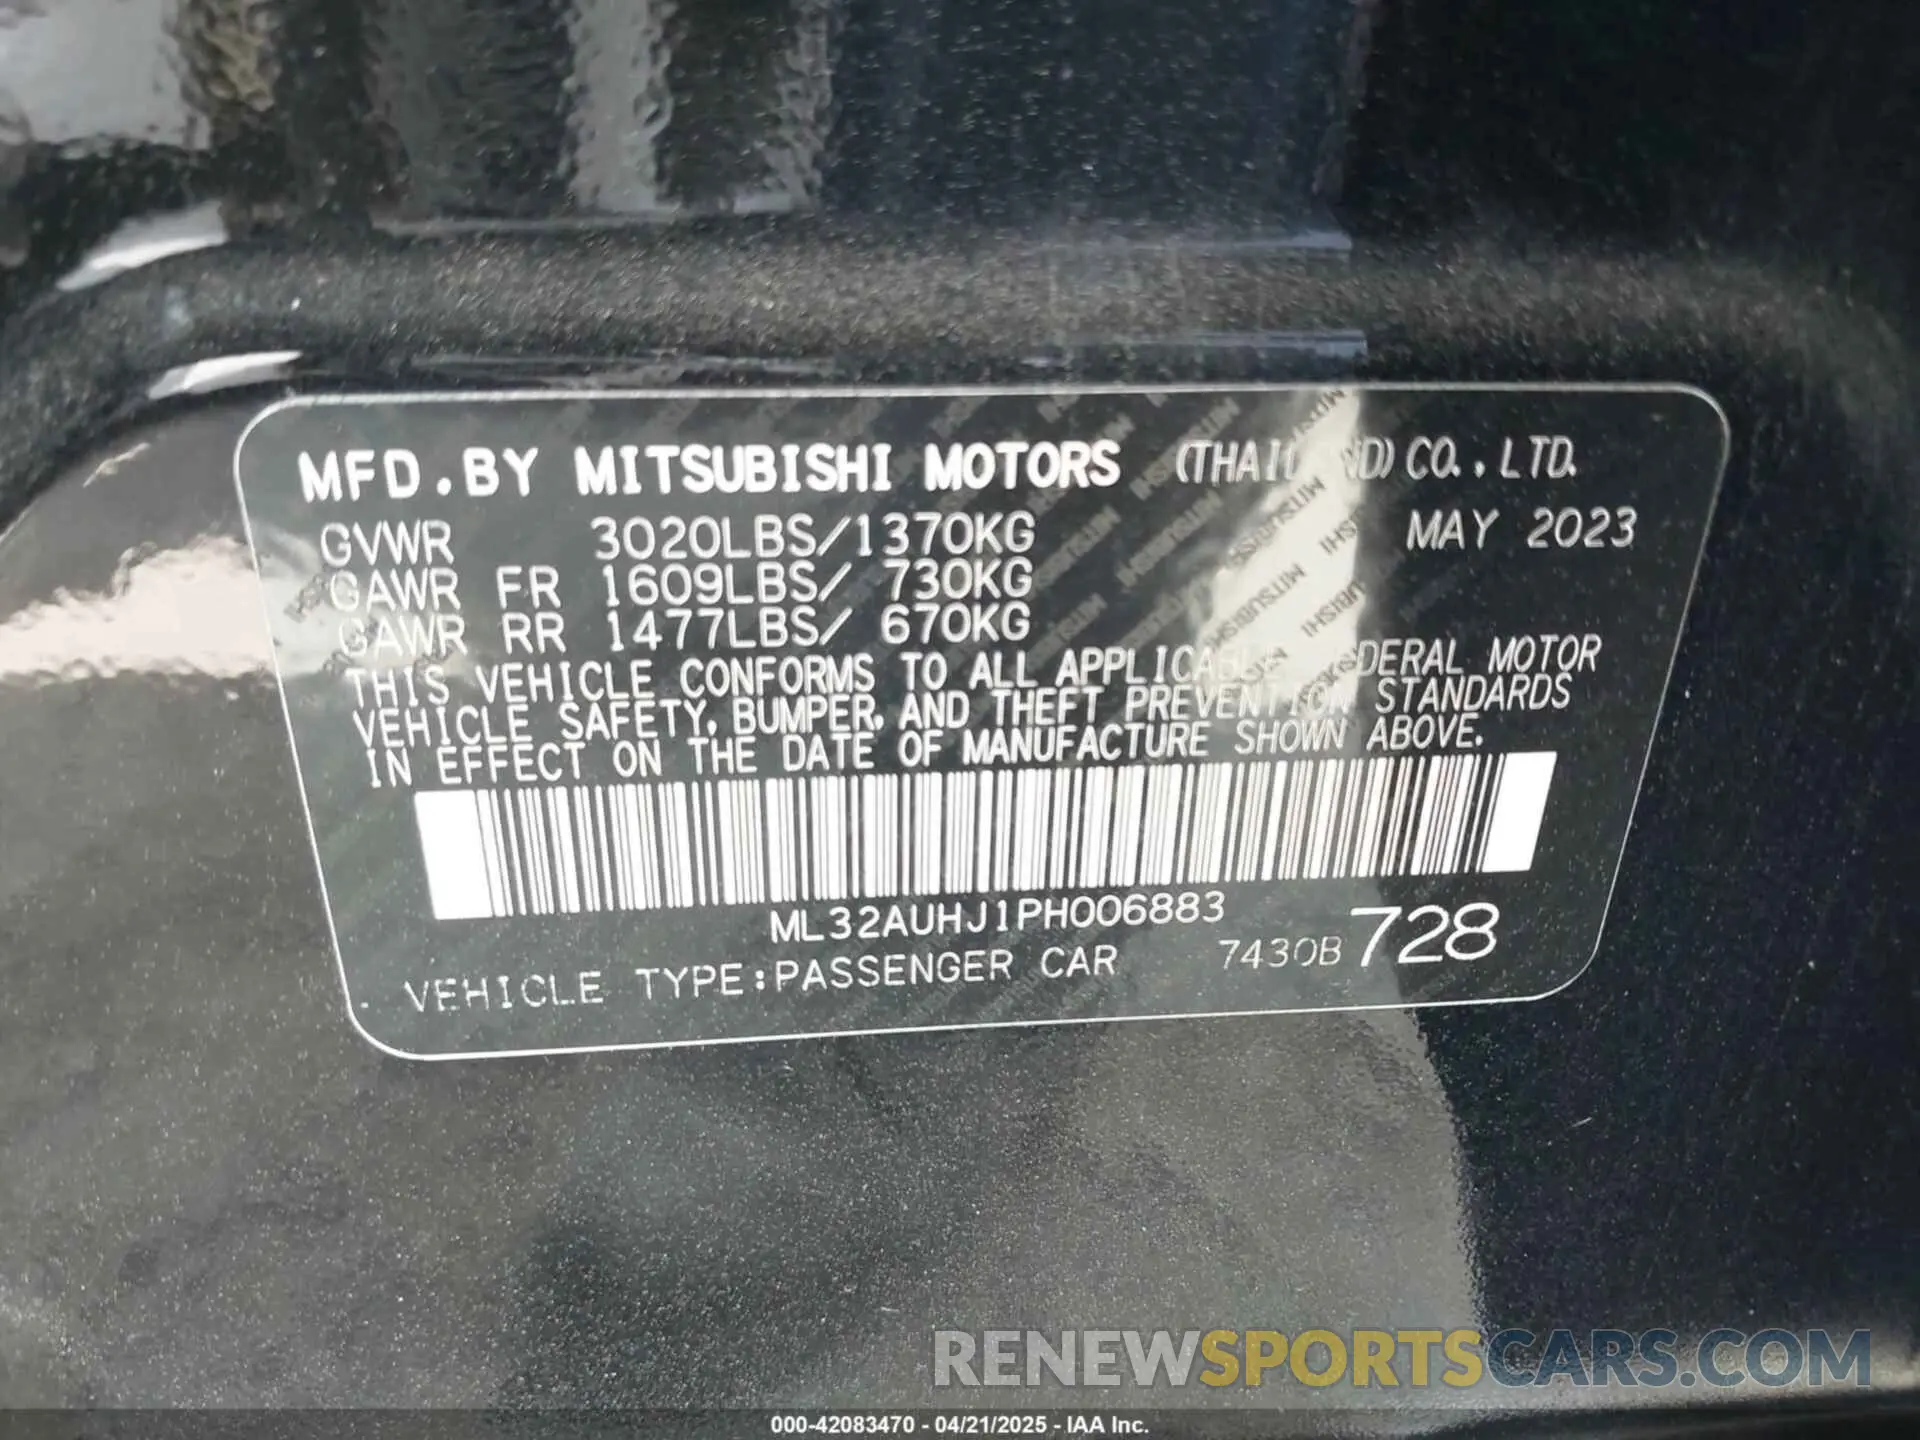 MFD.BY MITSUBISHI MOTORS CO.,LTD.
GVWR 3020LBS/1370KG MAY 2023
GAWR FR 1609LBS/ 730KG
GAWR RR 1477LBS/ 670KG
THIS VEHICLE CONFORMS TO ALL MOTOR
VEHICLE SAFETY, BUMPER, AND THEFT PREVENTION STANDARDS
IN EFFECT ON THE DATE OF MANUFACTURE SHOWN ABOVE.
ML32AUHJ1PH006883
VEHICLE TYPE:PASSENGER CAR 7430B 728
RENEWSPORTSCARS.COM
000-42083470 - 04/21/2025 - IAA Inc.